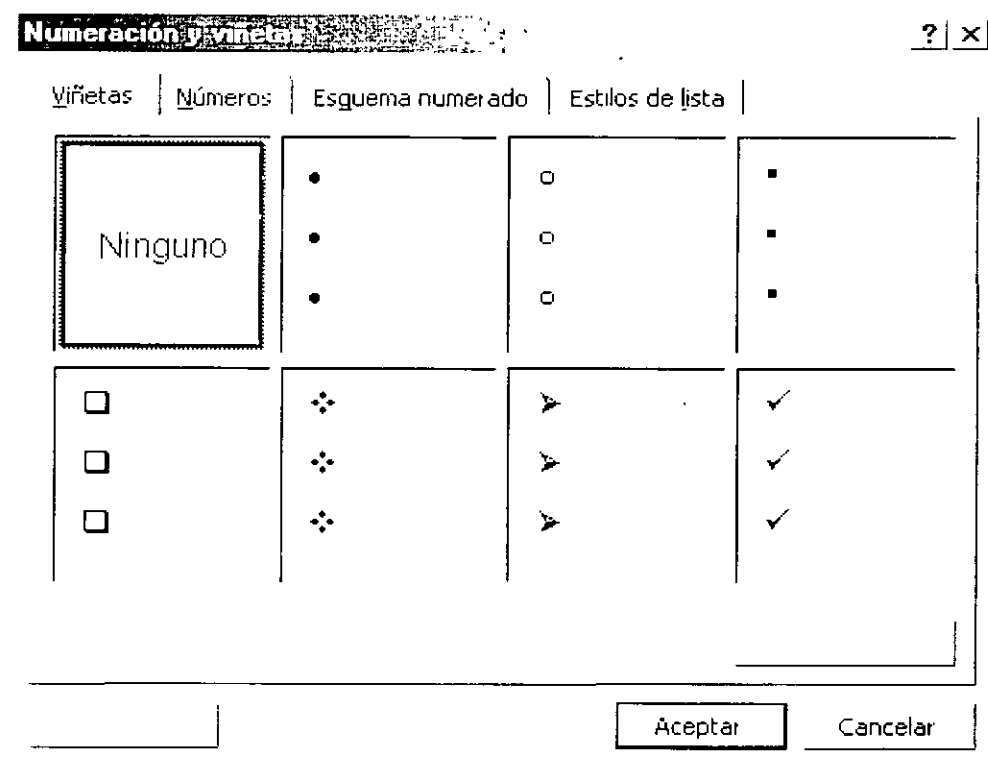 Numeración y viñetas
Viñetas Números Esquema numerado Estilos de lista
Ninguno
Aceptar Cancelar